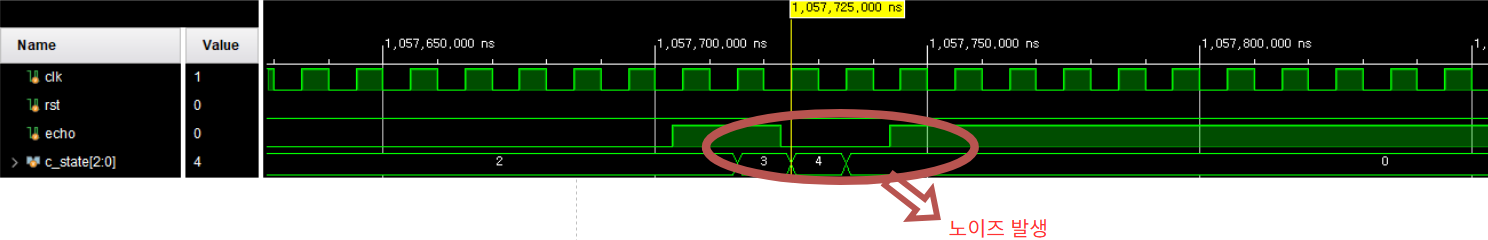 1,057,725.000 ns
Name Value
1,057,650.000 ns 1,057,700.000 ns 1,057,750.000 ns 1,057,800.000 ns 1,
clk 1
rst 0
echo 0
c_state[2:0] 4 2 3 4 0
노이즈 발생